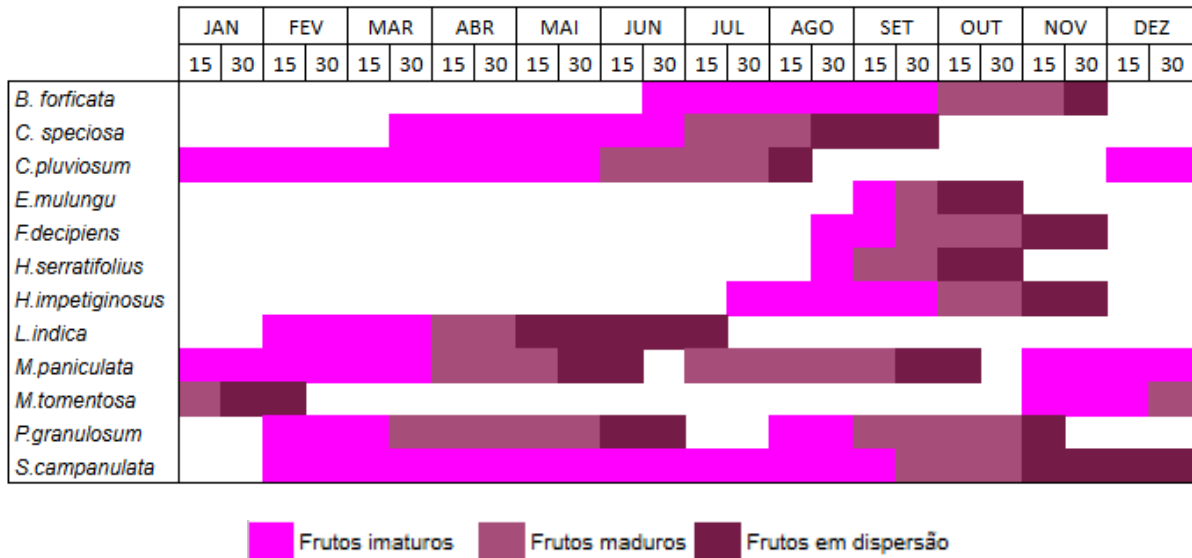 JAN FEV MAR ABR MAI JUN JUL AGO SET OUT NOV DEZ
15 30 15 30 15 30 15 30 15 30 15 30 15 30 15 30 15 30 15 30 15 30 15 30
B. forficata
C. speciosa
C.pluviosum
E.mulungu
F.decipiens
H.serratifolius
H.impetiginosus
L.indica
M.paniculata
M.tomentosa
P.granulosum
S.campanulata
Frutos imaturos Frutos maduros Frutos em dispersão